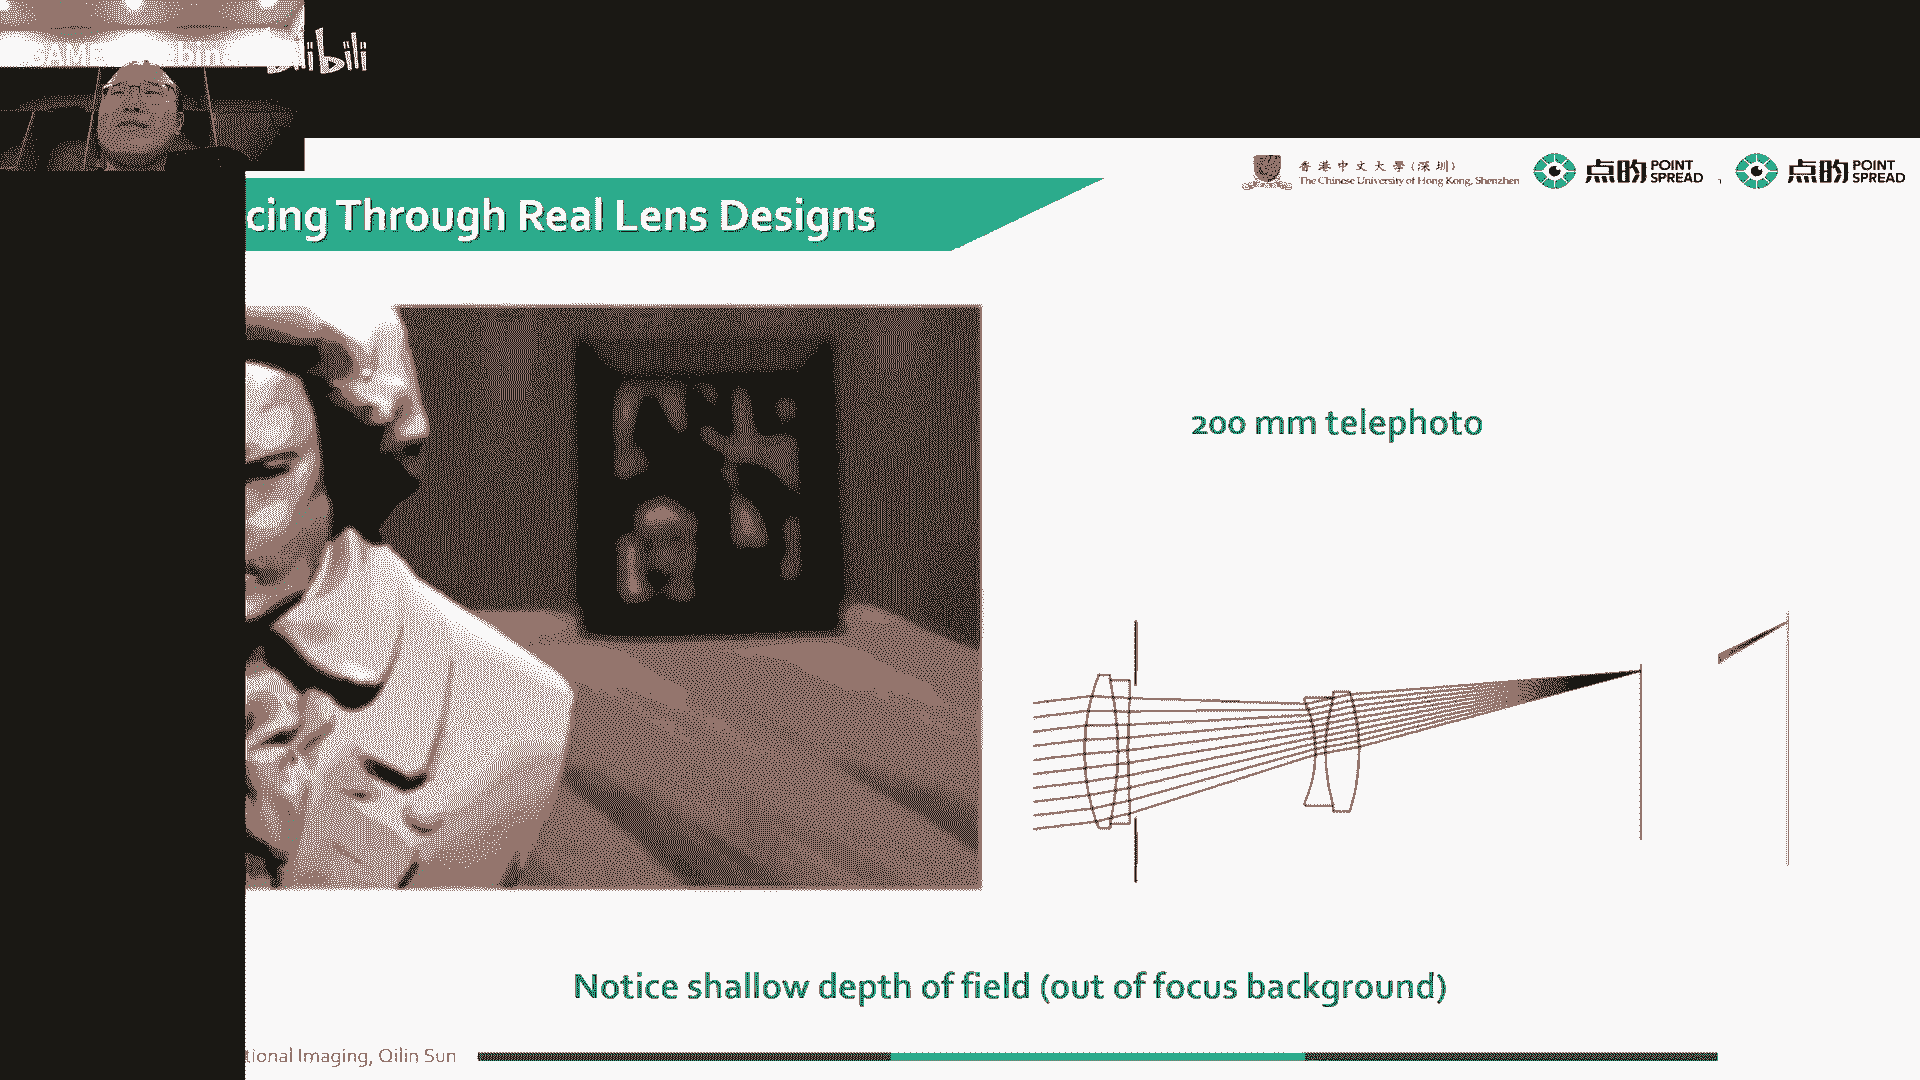 bili
香港中文大學(深圳)
The Chinese University of Hong Kong, Shenzhen
点昀 POINT SPREAD , 点昀 POINT SPREAD
cing Through Real Lens Designs
200 mm telephoto
Notice shallow depth of field (out of focus background)
tional Imaging, Qilin Sun